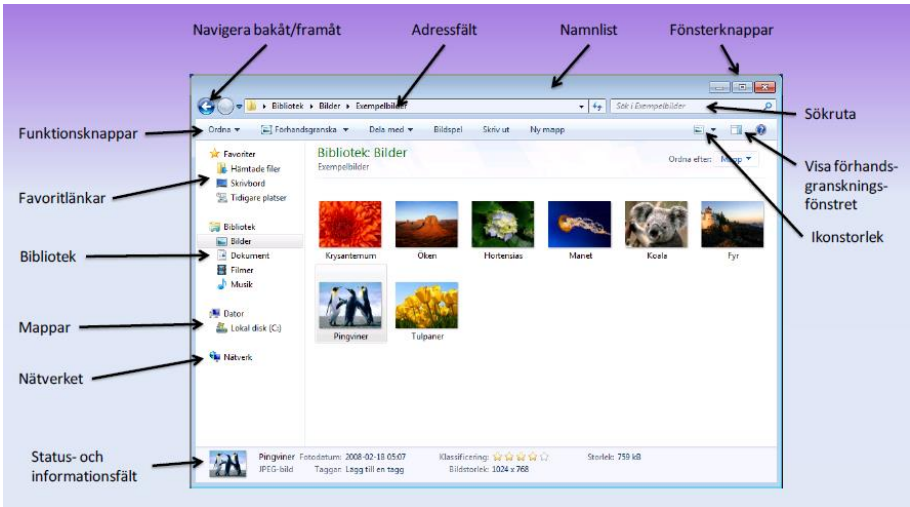 Navigera bakåt/framåt Adressfält Namnlist Fönsterknappar
Bibliotek Bilder Exempelbilder Sök i Exempelbilder
Sökruta
Funktionsknappar
Ordna Förhandsgranska Dela med Bildspel Skriv ut Ny mapp
Favoriter
Hämtade filer
Skrivbord
Tidigare platser
Bibliotek: Bilder
Exempelbilder
Ordna efter: Mapp
Visa förhands-
gransknings-
fönstret
Favoritlänkar
Ikonstorlek
Bibliotek
Bilder
Dokument
Filmer
Musik
Bibliotek
Krysantemum Öken Hortensias Manet Koala Fyr
Dator
Lokal disk (C:)
Mappar
Pingviner Tulpaner
Nätverk
Nätverket
Status- och
informationsfält
Pingviner Fotodatum: 2008-02-18 05:07 Klassificering: Storlek: 759 kB
JPEG-bild Taggar: Lägg till en tagg Bildstorlek: 1024 x 768